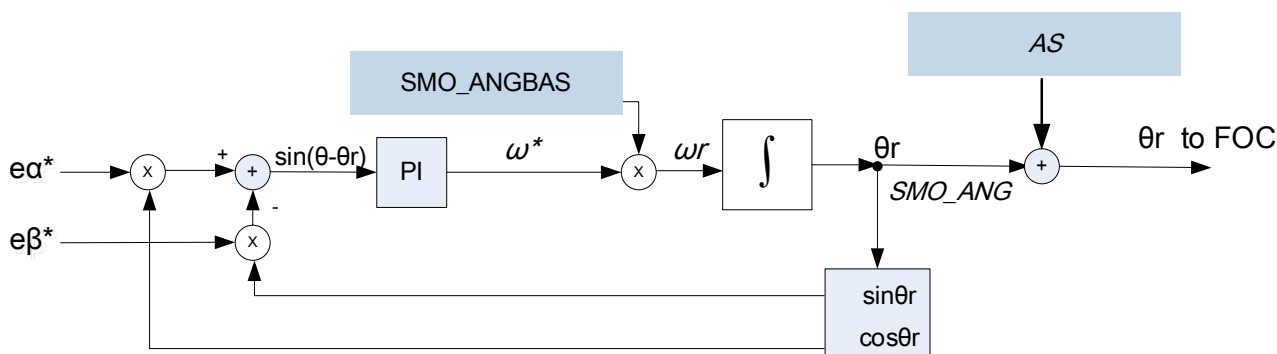 AS
SMO_ANGBAS
eα*
x
+
+
sin(θ-θr)
PI
ω*
x
ωr
∫
θr
SMO_ANG
+
θr to FOC
-
eβ*
x
sinθr
cosθr